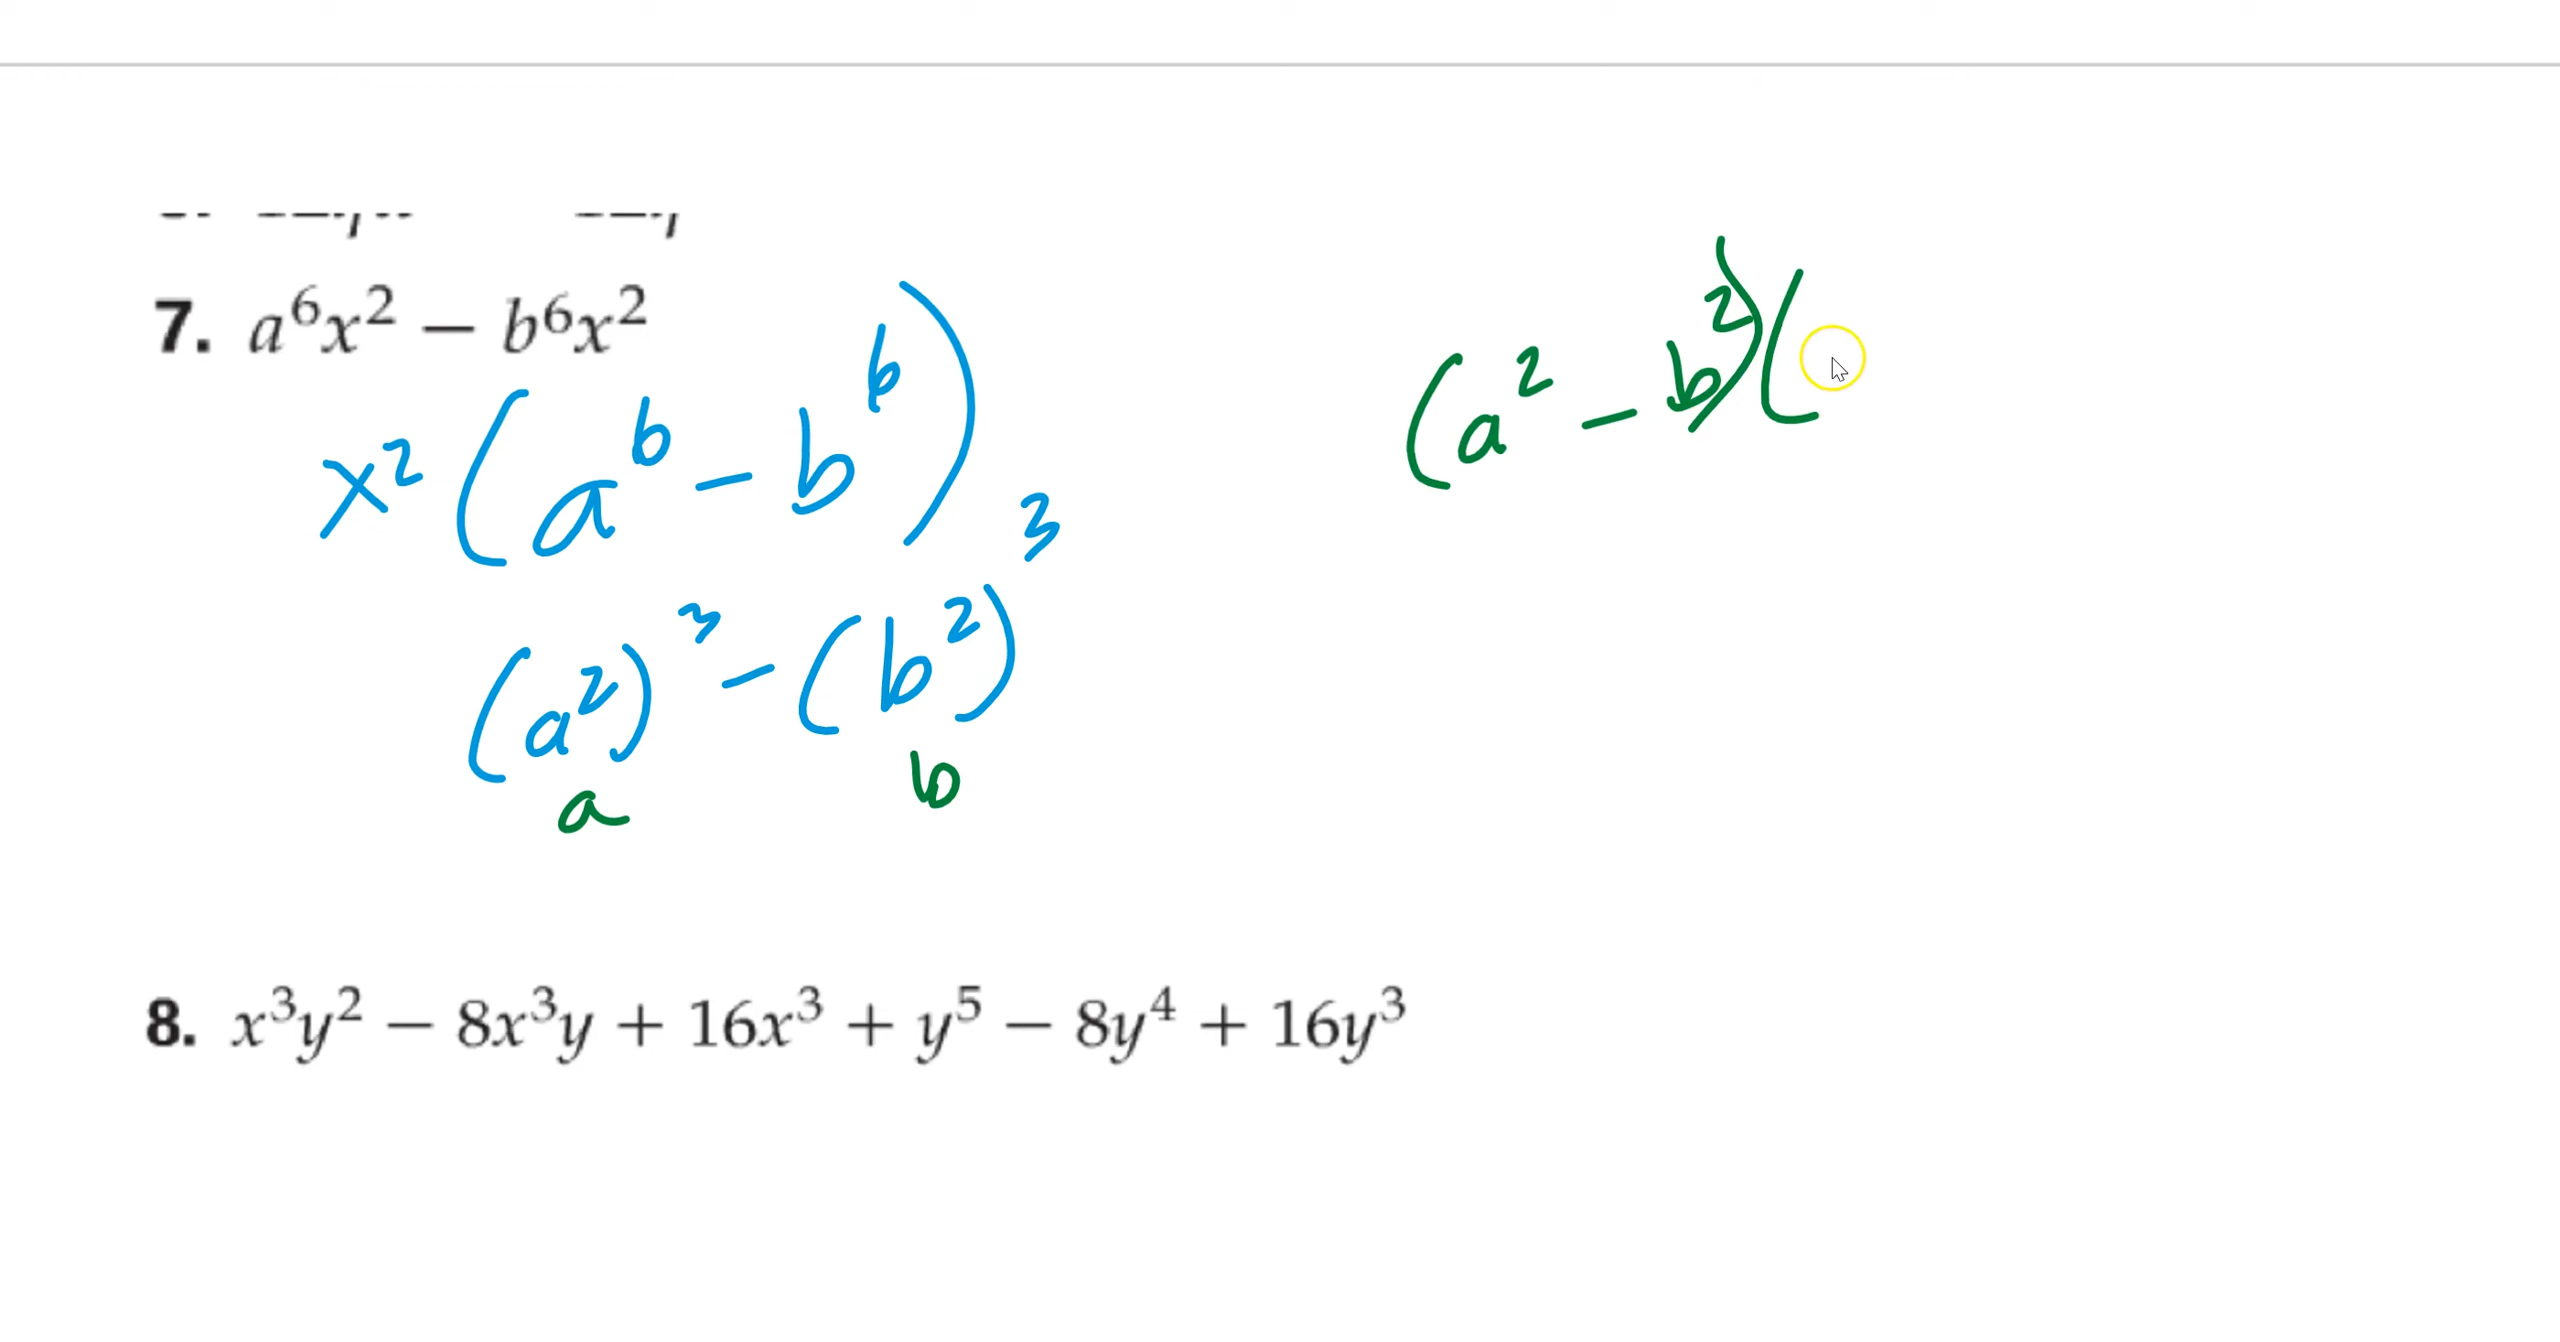 7. a⁶x² − b⁶x²
x²(a⁶ − b⁶)
(a²)³ − (b²)³
a b
(a² − b²)(
8. x³y² − 8x³y + 16x³ + y⁵ − 8y⁴ + 16y³